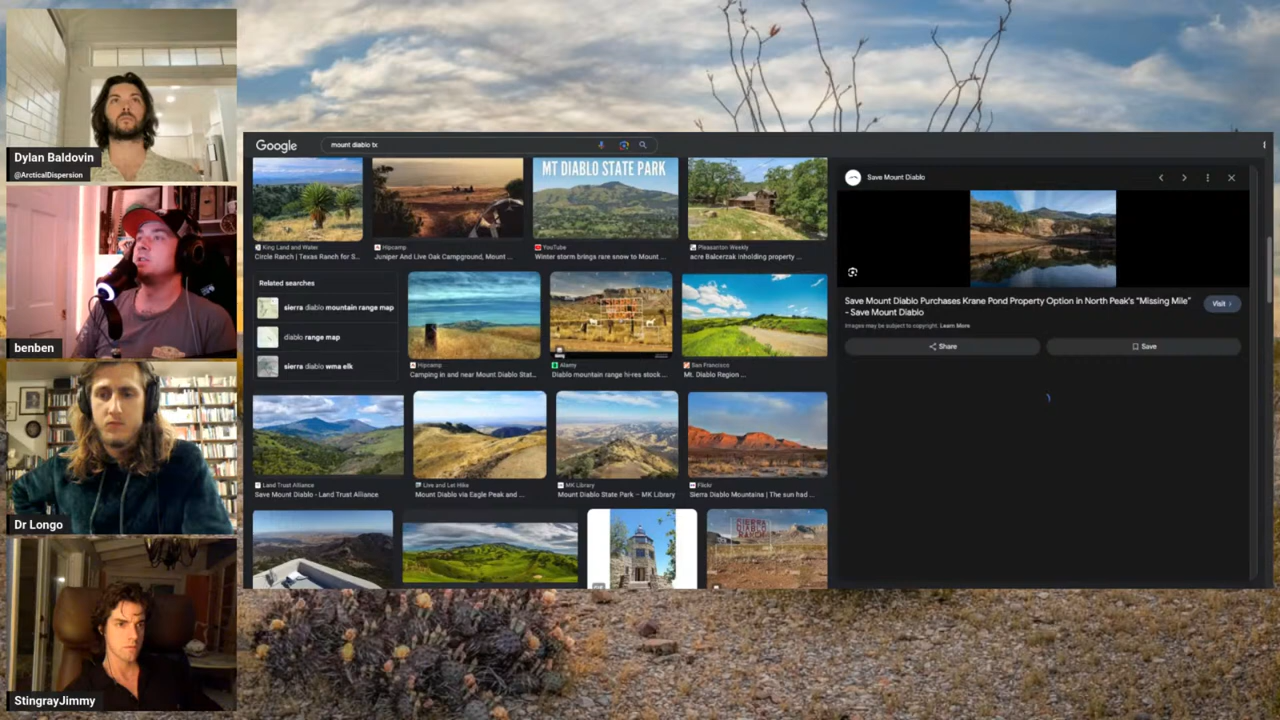 Dylan Baldovin
@ArcticalDispersion
benben
Dr Longo
StingrayJimmy
Google
mount diablo tx
King Land and Water
Circle Ranch | Texas Ranch for S...
Hipcamp
Juniper And Live Oak Campground, Mount ...
MT DIABLO STATE PARK
YouTube
Winter storm brings rare snow to Mount ...
Pleasanton Weekly
acre Balcerzak inholding property ...
Related searches
sierra diablo mountain range map
diablo range map
sierra diablo wma elk
Hipcamp
Camping in and near Mount Diablo Stat...
Alamy
Diablo mountain range hi-res stock ...
San Francisco
Mt. Diablo Region ...
Land Trust Alliance
Save Mount Diablo - Land Trust Alliance
Live and Let Hike
Mount Diablo via Eagle Peak and ...
MK Library
Mount Diablo State Park – MK Library
Flickr
Sierra Diablo Mountains | The sun had ...
SIERRA
DIABLO
Save Mount Diablo
Save Mount Diablo Purchases Krane Pond Property Option in North Peak's "Missing Mile"
- Save Mount Diablo
Visit
Images may be subject to copyright. Learn More
Share
Save